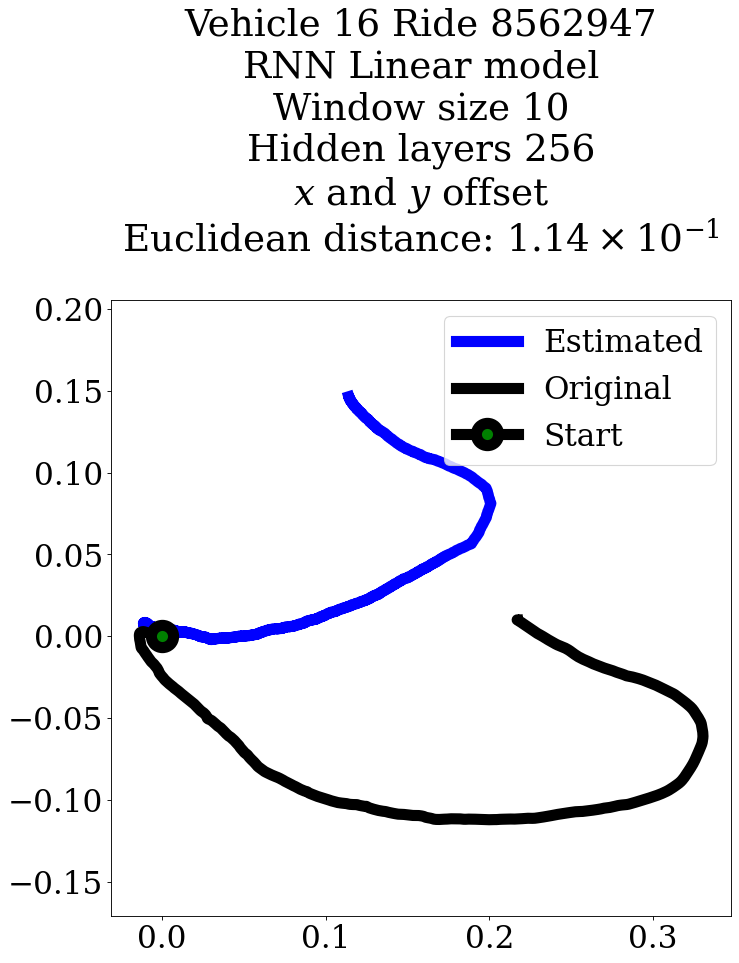 Vehicle 16 Ride 8562947
RNN Linear model
Window size 10
Hidden layers 256
x and y offset
Euclidean distance: 1.14 × 10⁻¹
Estimated
Original
Start
0.20
0.15
0.10
0.05
0.00
−0.05
−0.10
−0.15
0.0 0.1 0.2 0.3